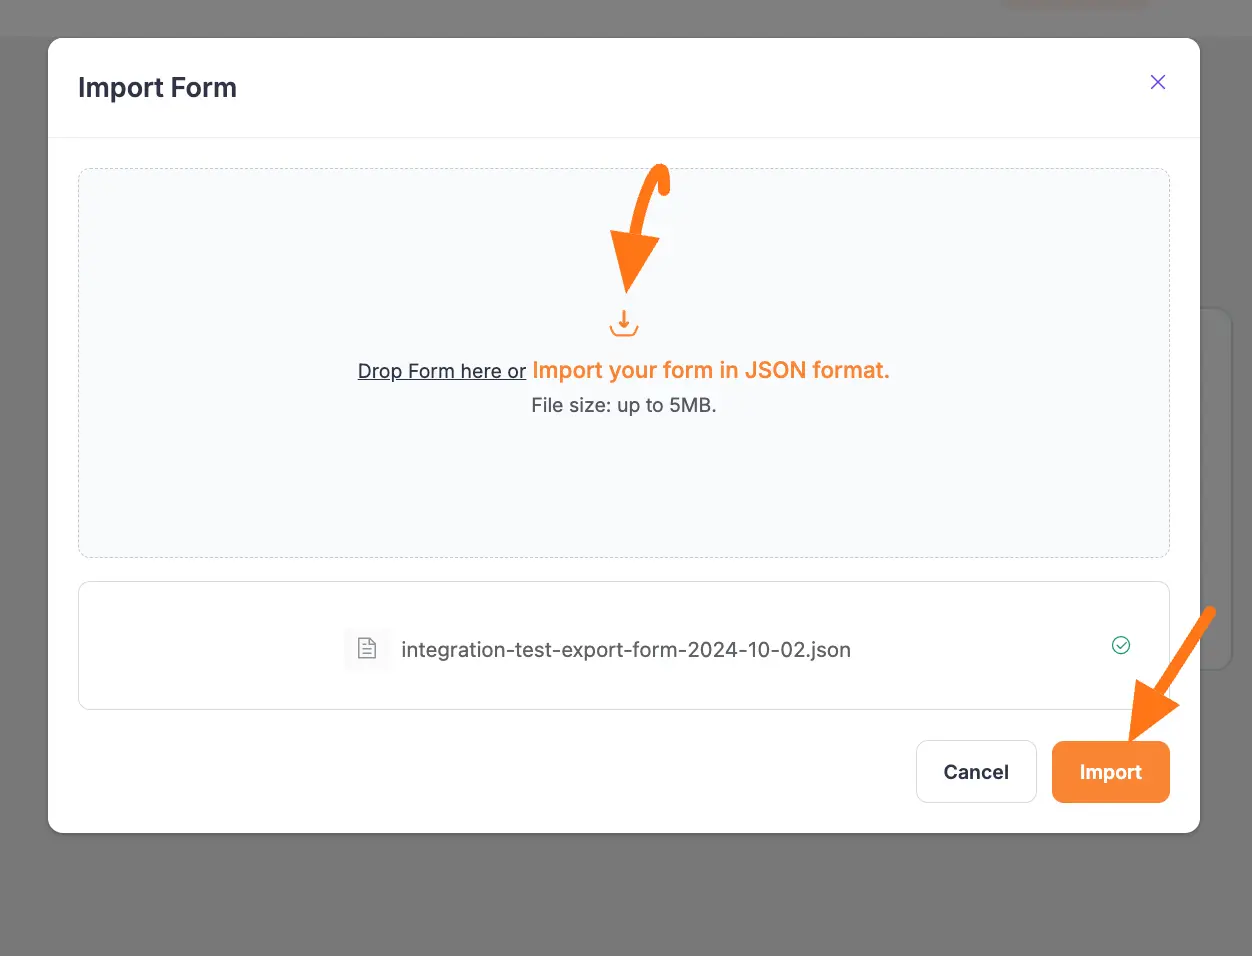 Import Form
Drop Form here or Import your form in JSON format.
File size: up to 5MB.
integration-test-export-form-2024-10-02.json
Cancel Import